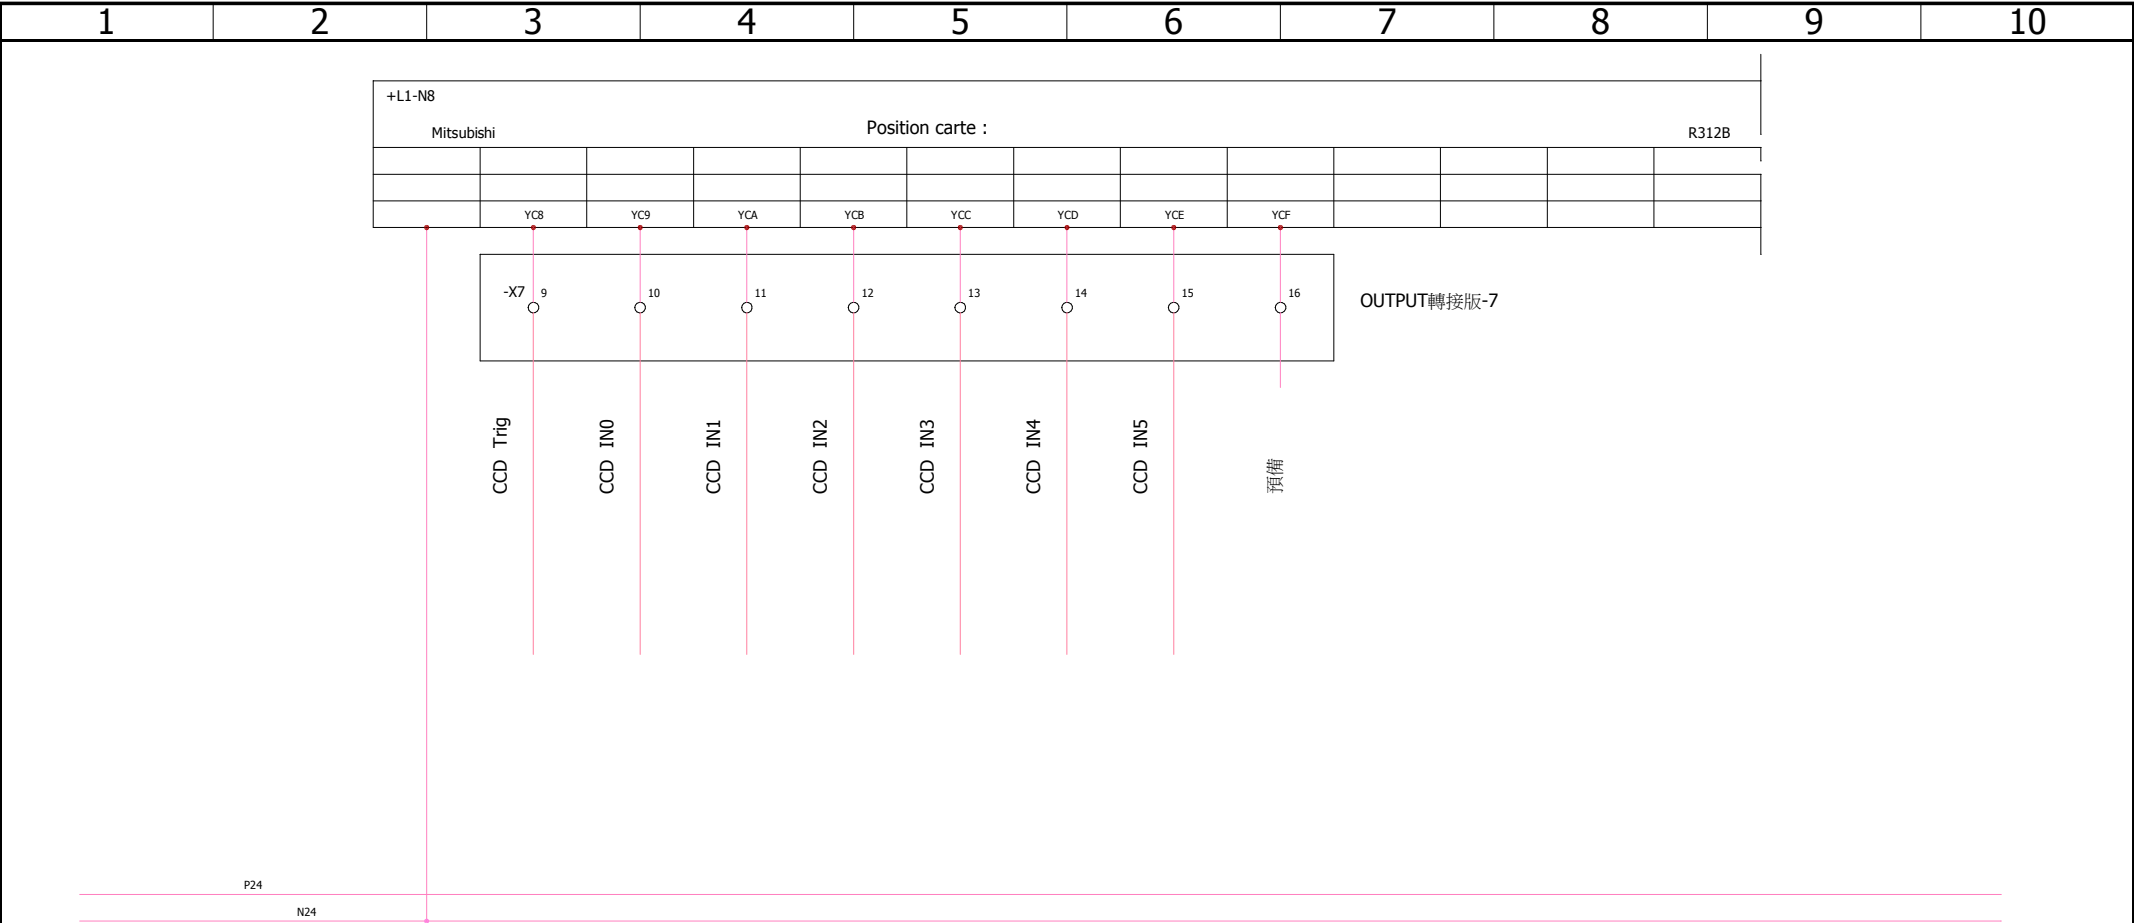 1 2 3 4 5 6 7 8 9 10
+L1-N8
Mitsubishi Position carte : R312B
YC8 YC9 YCA YCB YCC YCD YCE YCF
-X7 9 10 11 12 13 14 15 16 OUTPUT轉接版-7
CCD Trig
CCD IN0
CCD IN1
CCD IN2
CCD IN3
CCD IN4
CCD IN5
預備
P24
N24